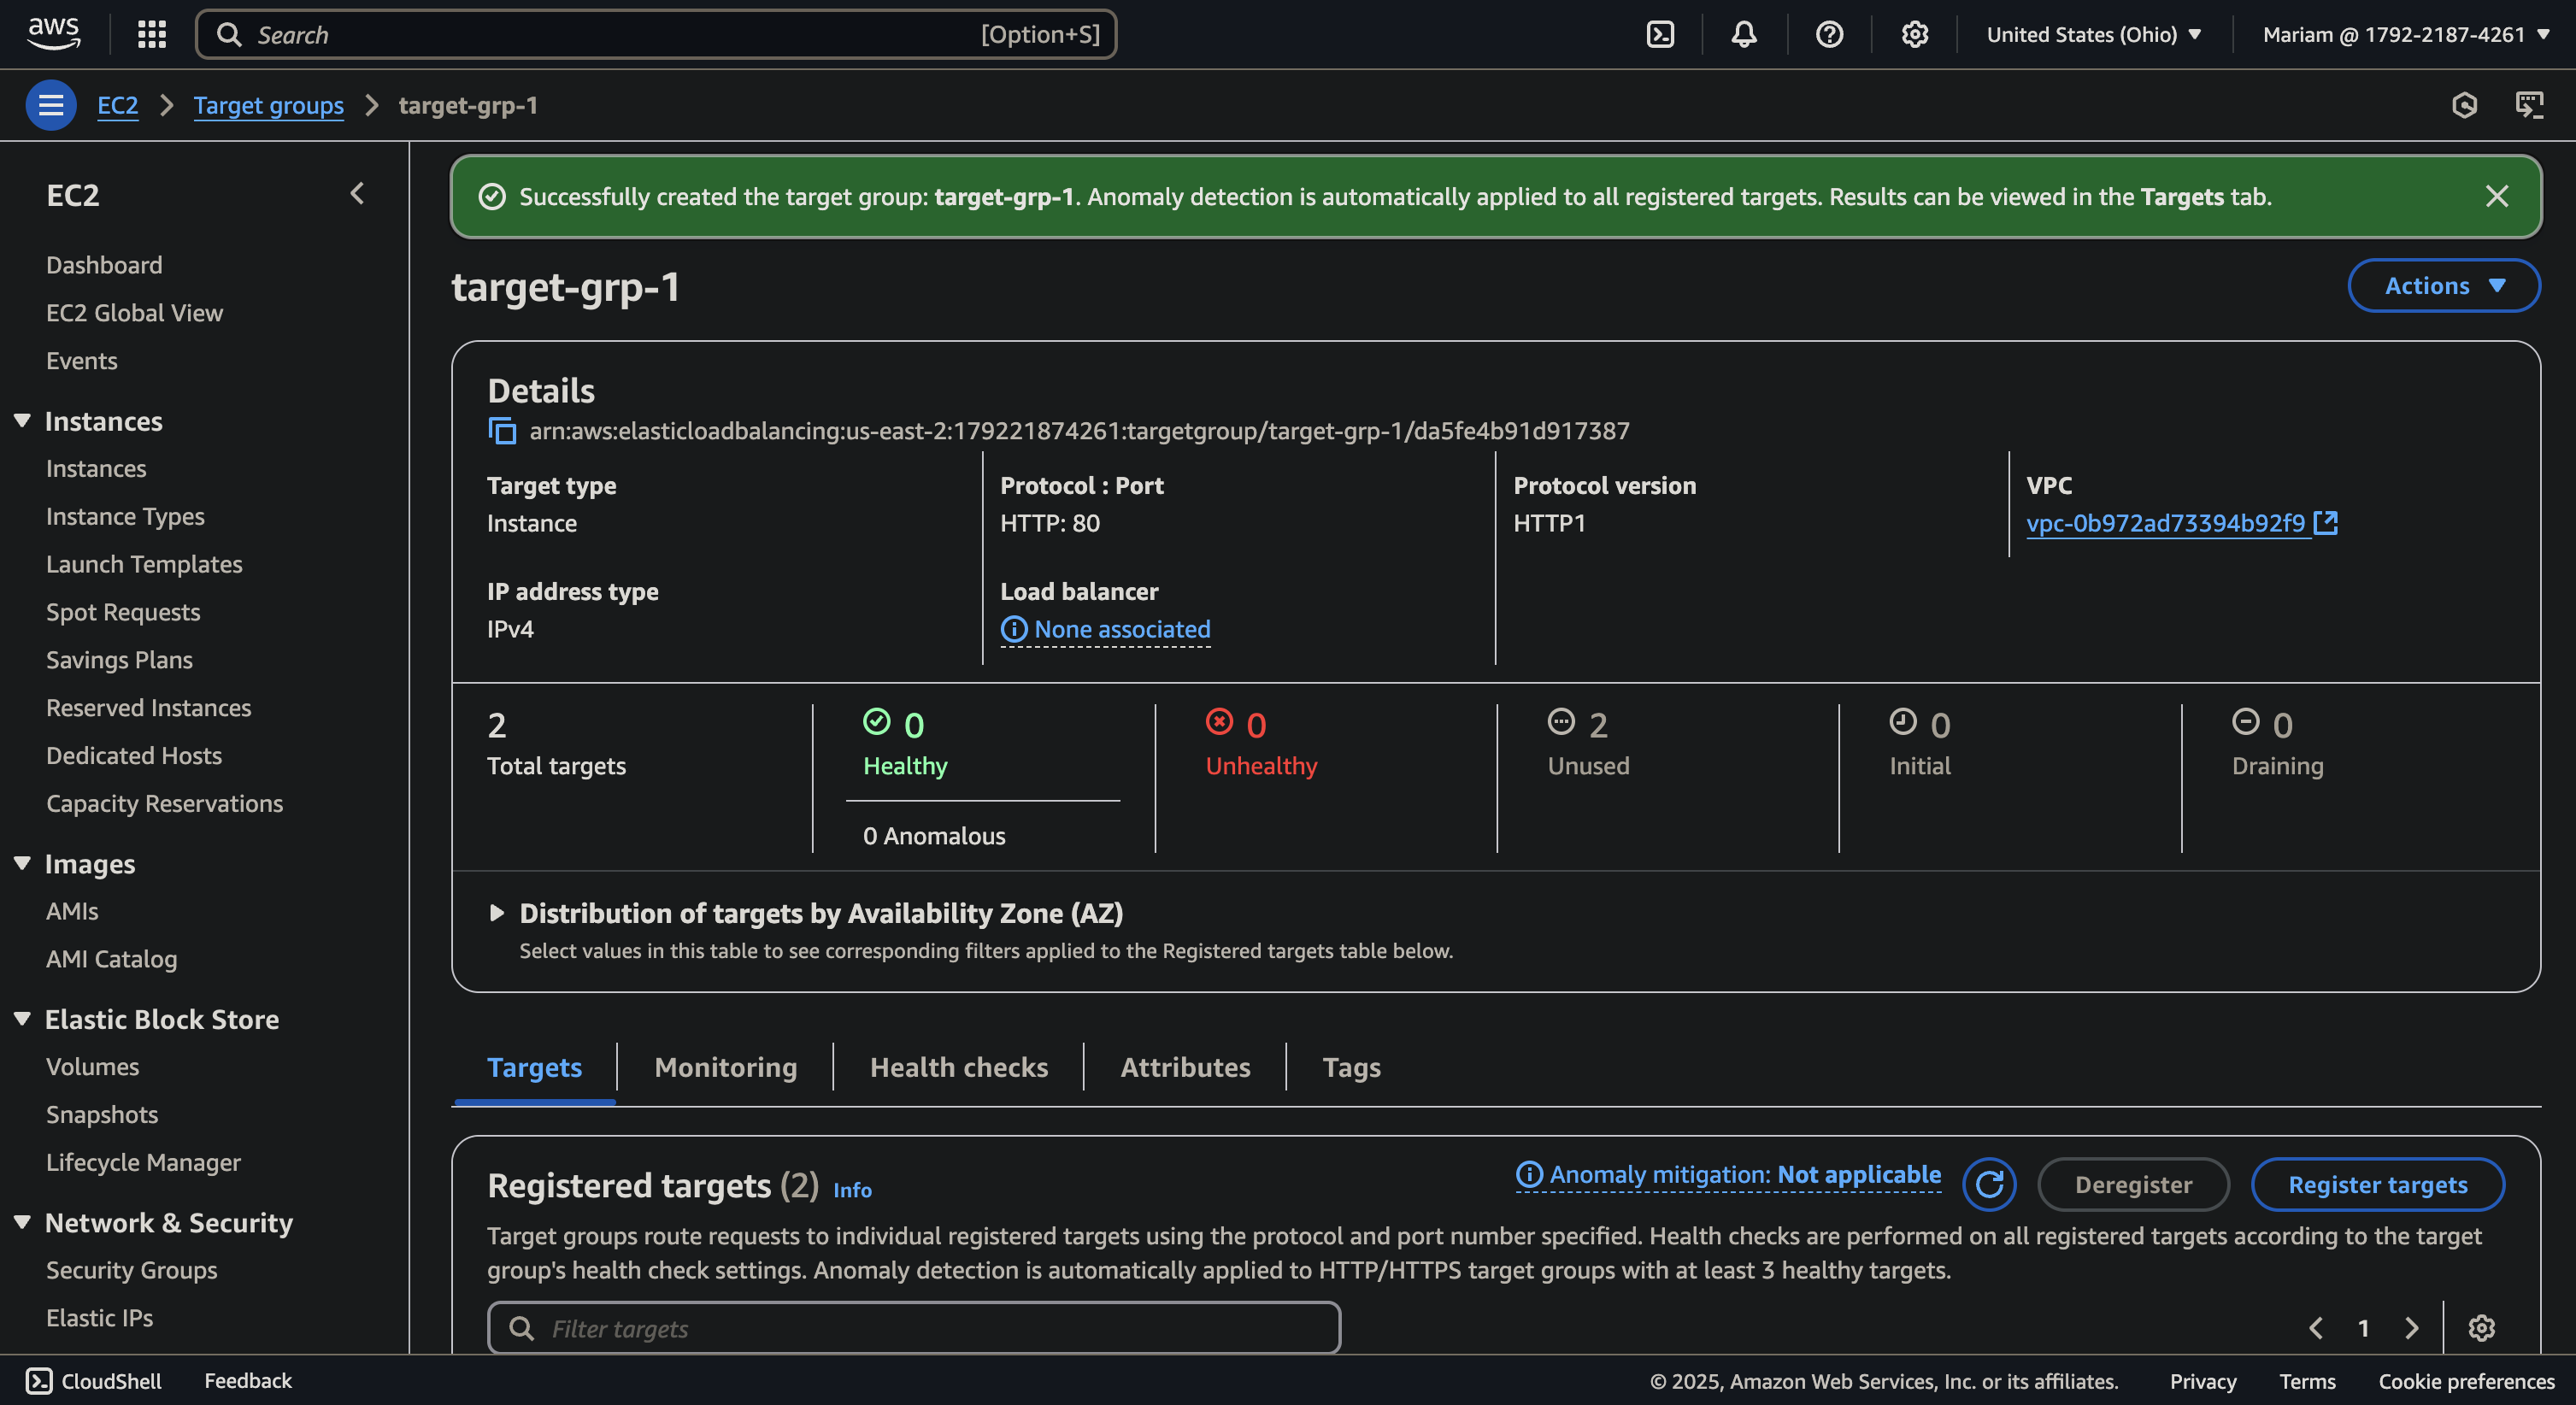 aws
Search [Option+S]
United States (Ohio)
Mariam @ 1792-2187-4261
EC2
Target groups
target-grp-1
EC2
Dashboard
EC2 Global View
Events
Instances
Instances
Instance Types
Launch Templates
Spot Requests
Savings Plans
Reserved Instances
Dedicated Hosts
Capacity Reservations
Images
AMIs
AMI Catalog
Elastic Block Store
Volumes
Snapshots
Lifecycle Manager
Network & Security
Security Groups
Elastic IPs
Successfully created the target group: target-grp-1. Anomaly detection is automatically applied to all registered targets. Results can be viewed in the Targets tab.
target-grp-1
Actions
Details
arn:aws:elasticloadbalancing:us-east-2:179221874261:targetgroup/target-grp-1/da5fe4b91d917387
Target type
Instance
Protocol : Port
HTTP: 80
Protocol version
HTTP1
VPC
vpc-0b972ad73394b92f9
IP address type
IPv4
Load balancer
None associated
2
Total targets
0
Healthy
0 Anomalous
0
Unhealthy
2
Unused
0
Initial
0
Draining
Distribution of targets by Availability Zone (AZ)
Select values in this table to see corresponding filters applied to the Registered targets table below.
Targets
Monitoring
Health checks
Attributes
Tags
Registered targets (2) Info
Anomaly mitigation: Not applicable
Deregister
Register targets
Target groups route requests to individual registered targets using the protocol and port number specified. Health checks are performed on all registered targets according to the target
group's health check settings. Anomaly detection is automatically applied to HTTP/HTTPS target groups with at least 3 healthy targets.
Filter targets
1
CloudShell
Feedback
© 2025, Amazon Web Services, Inc. or its affiliates.
Privacy
Terms
Cookie preferences